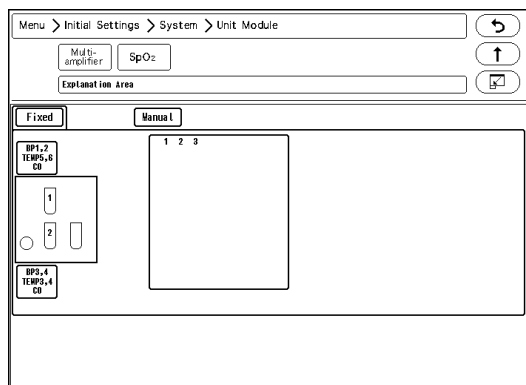 Menu > Initial Settings > System > Unit Module
Multi-
amplifier
SpO₂
Explanation Area
Fixed
Manual
BP1,2
TEMP5,6
CO
1 2 3
1
2
BP3,4
TEMP3,4
CO